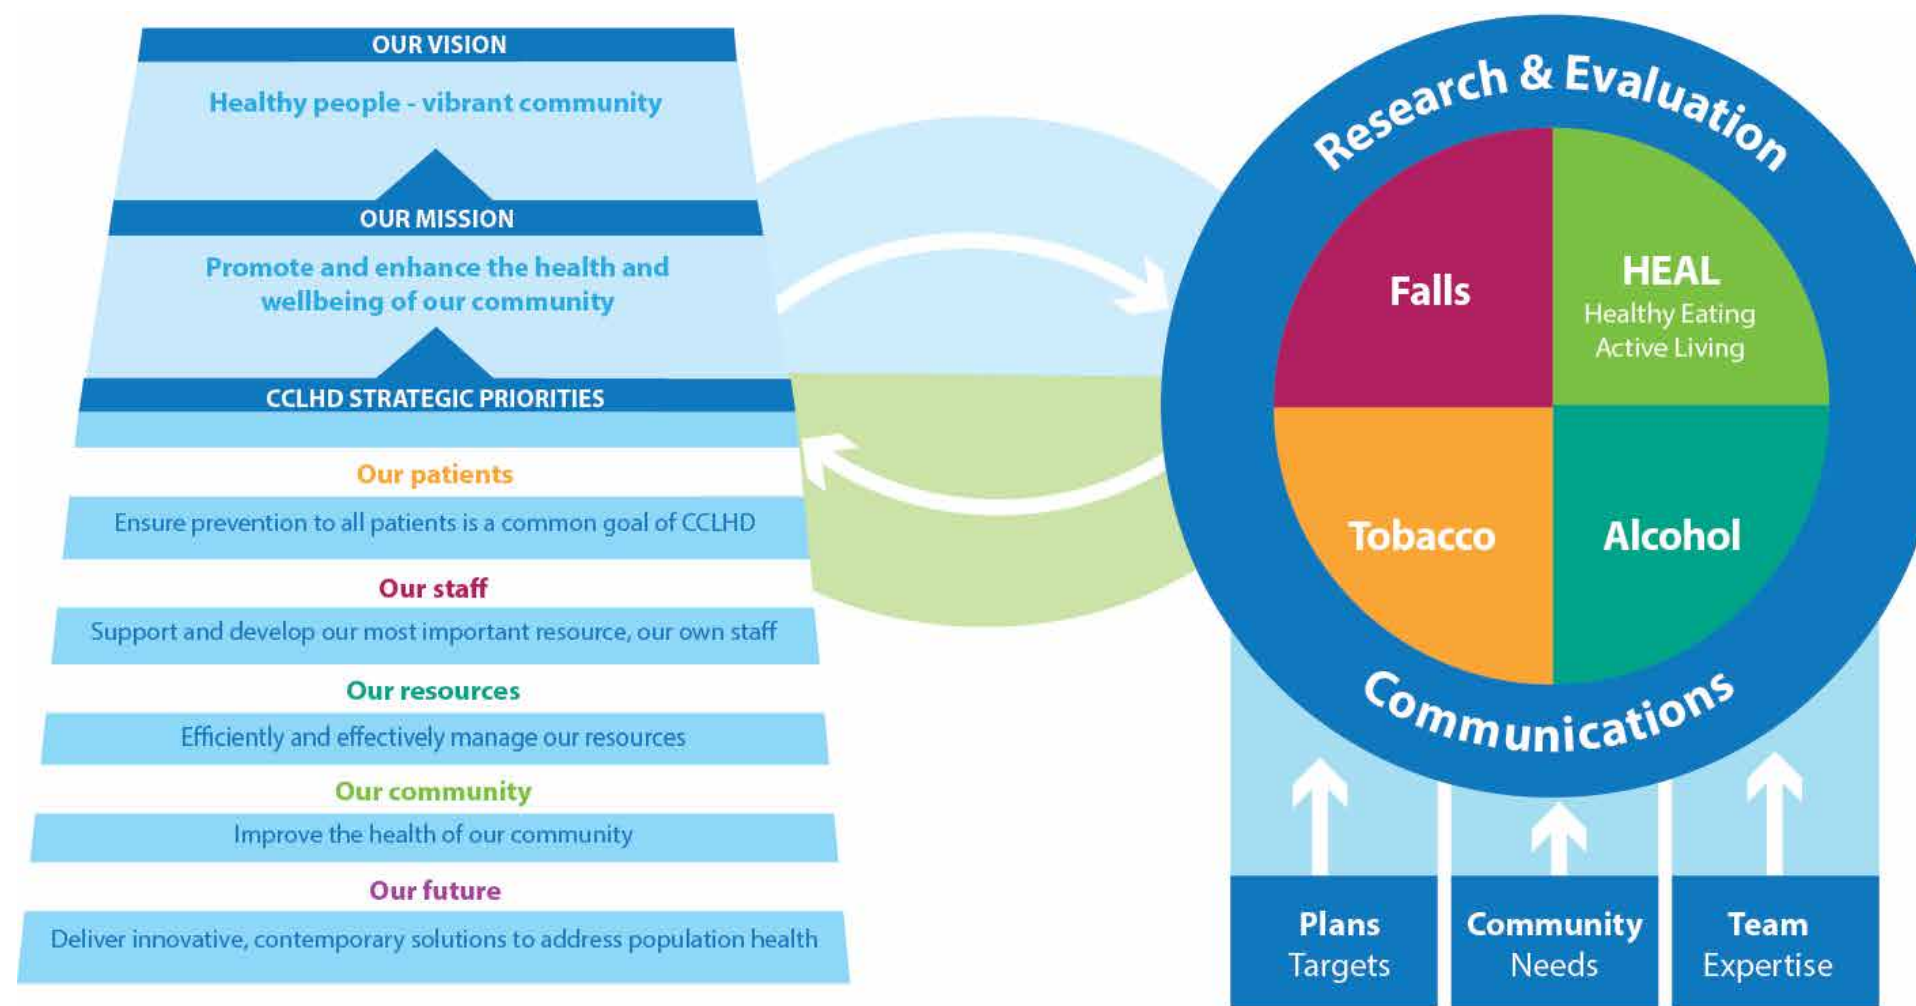 OUR VISION
Healthy people - vibrant community
OUR MISSION
Promote and enhance the health and
wellbeing of our community
CCLHD STRATEGIC PRIORITIES
Our patients
Ensure prevention to all patients is a common goal of CCLHD
Our staff
Support and develop our most important resource, our own staff
Our resources
Efficiently and effectively manage our resources
Our community
Improve the health of our community
Our future
Deliver innovative, contemporary solutions to address population health
Research & Evaluation
Falls
HEAL
Healthy Eating
Active Living
Tobacco
Alcohol
Communications
Plans
Targets
Community
Needs
Team
Expertise